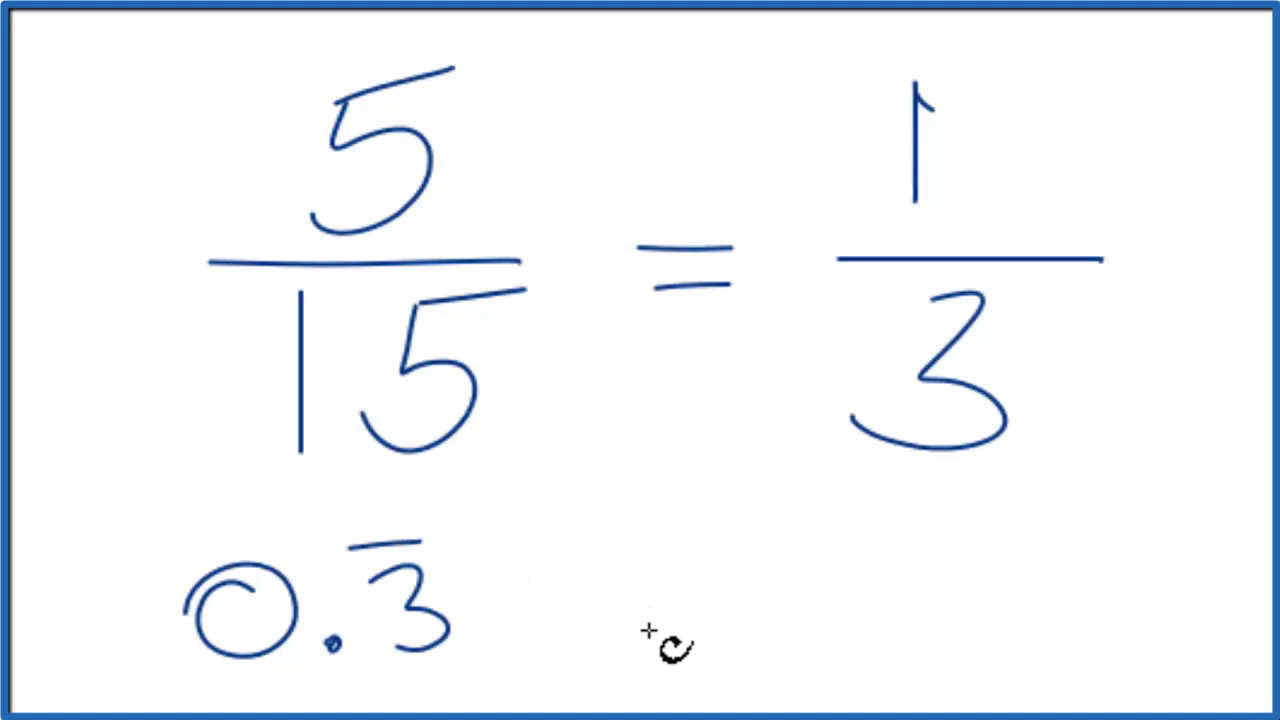 5/15 = 1/3
0.3̅